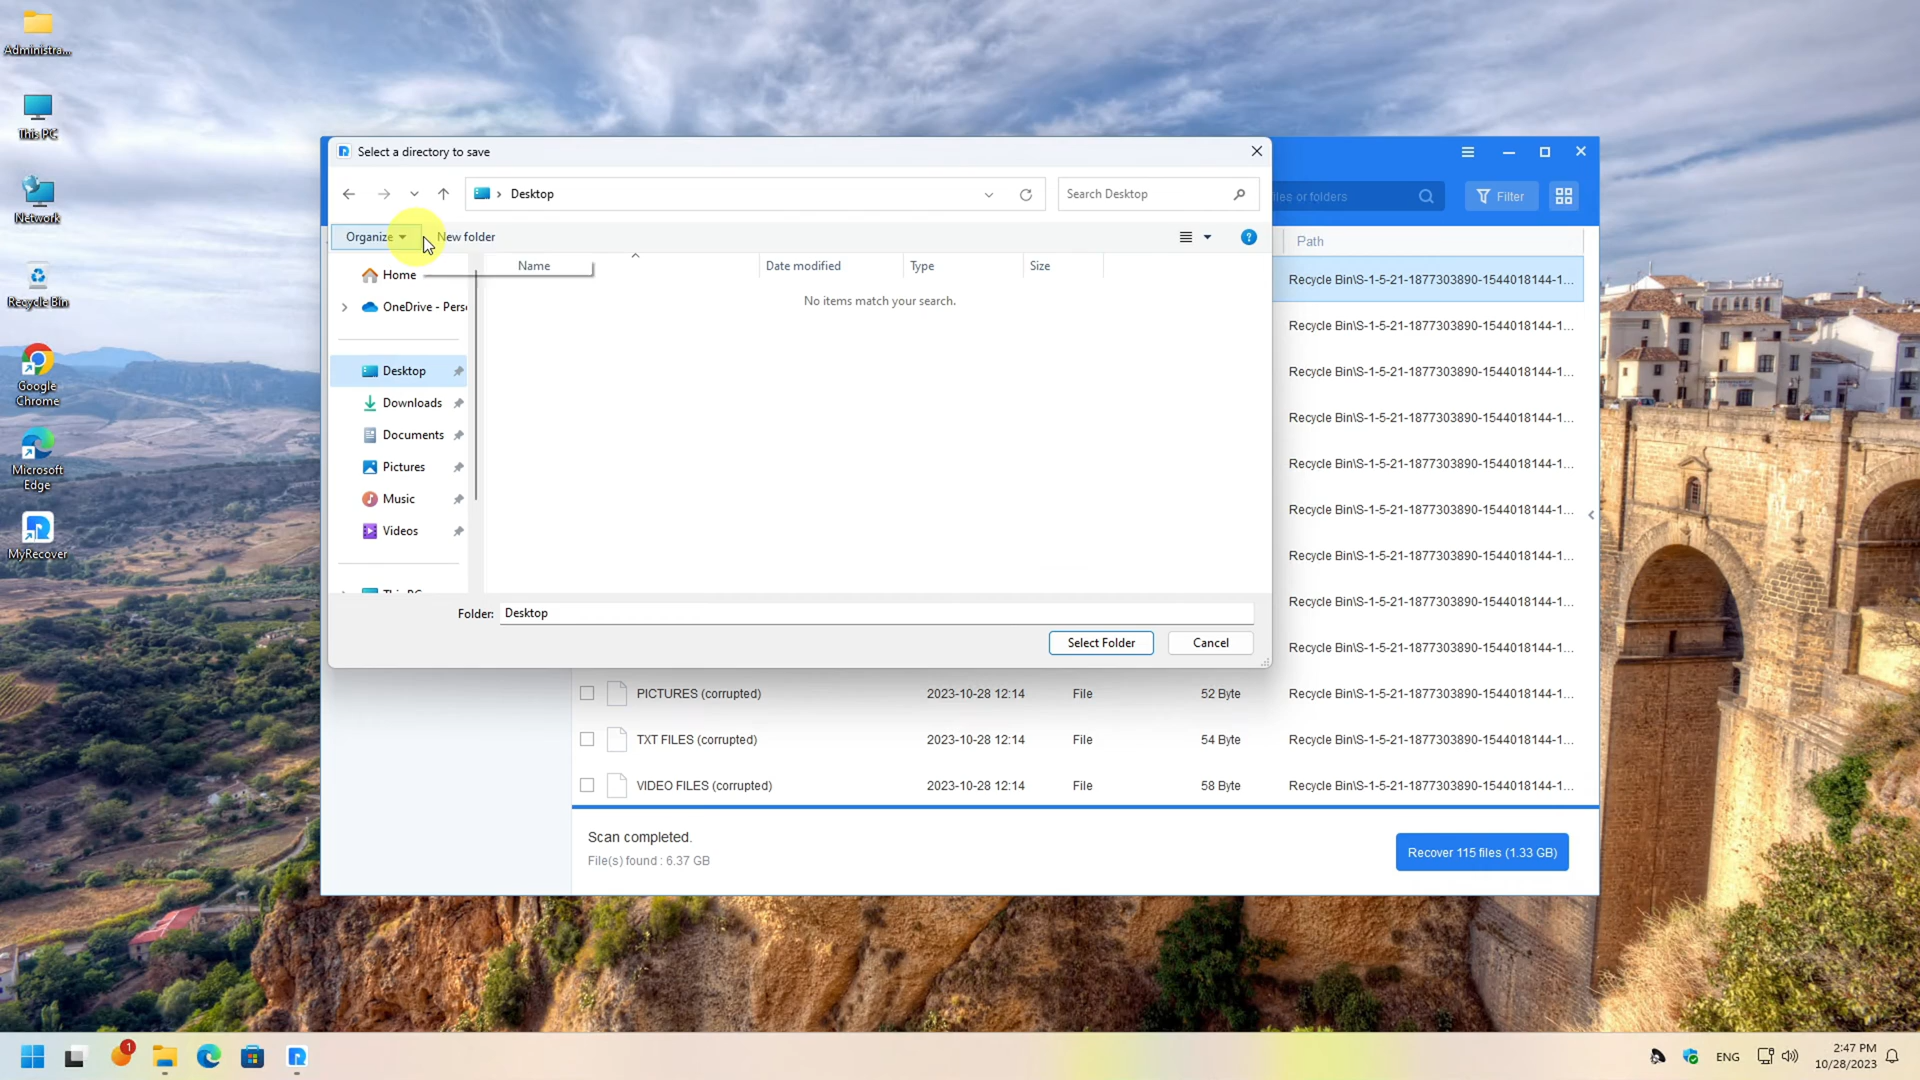 Administra...
This PC
Network
Recycle Bin
Google
Chrome
Microsoft
Edge
MyRecover
Select a directory to save
Desktop
Search Desktop
iles or folders
Filter
Organize
New folder
Home
OneDrive - Pers
Desktop
Downloads
Documents
Pictures
Music
Videos
This PC
Name
Date modified
Type
Size
No items match your search.
Folder:
Desktop
Select Folder
Cancel
Path
Recycle Bin\S-1-5-21-1877303890-1544018144-1...
Recycle Bin\S-1-5-21-1877303890-1544018144-1...
Recycle Bin\S-1-5-21-1877303890-1544018144-1...
Recycle Bin\S-1-5-21-1877303890-1544018144-1...
Recycle Bin\S-1-5-21-1877303890-1544018144-1...
Recycle Bin\S-1-5-21-1877303890-1544018144-1...
Recycle Bin\S-1-5-21-1877303890-1544018144-1...
Recycle Bin\S-1-5-21-1877303890-1544018144-1...
Recycle Bin\S-1-5-21-1877303890-1544018144-1...
PICTURES (corrupted) 2023-10-28 12:14 File 52 Byte Recycle Bin\S-1-5-21-1877303890-1544018144-1...
TXT FILES (corrupted) 2023-10-28 12:14 File 54 Byte Recycle Bin\S-1-5-21-1877303890-1544018144-1...
VIDEO FILES (corrupted) 2023-10-28 12:14 File 58 Byte Recycle Bin\S-1-5-21-1877303890-1544018144-1...
Scan completed.
File(s) found : 6.37 GB
Recover 115 files (1.33 GB)
1
ENG
2:47 PM
10/28/2023